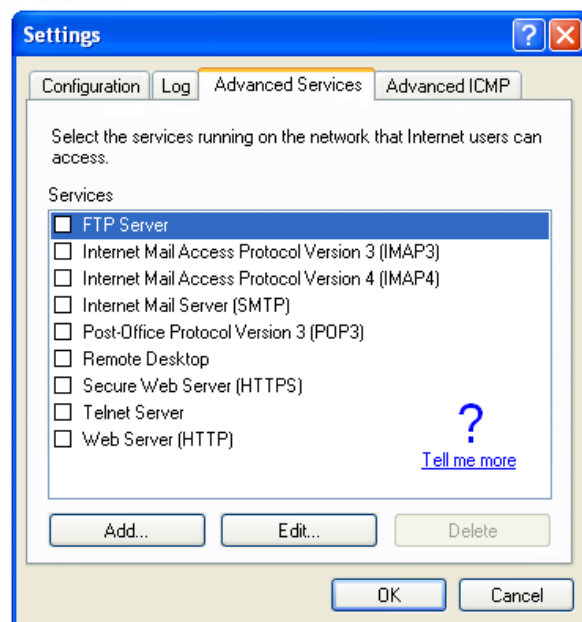 Settings
Configuration Log Advanced Services Advanced ICMP
Select the services running on the network that Internet users can
access.
Services
FTP Server
Internet Mail Access Protocol Version 3 (IMAP3)
Internet Mail Access Protocol Version 4 (IMAP4)
Internet Mail Server (SMTP)
Post-Office Protocol Version 3 (POP3)
Remote Desktop
Secure Web Server (HTTPS)
Telnet Server
Web Server (HTTP)
?
Tell me more
Add... Edit... Delete
OK Cancel